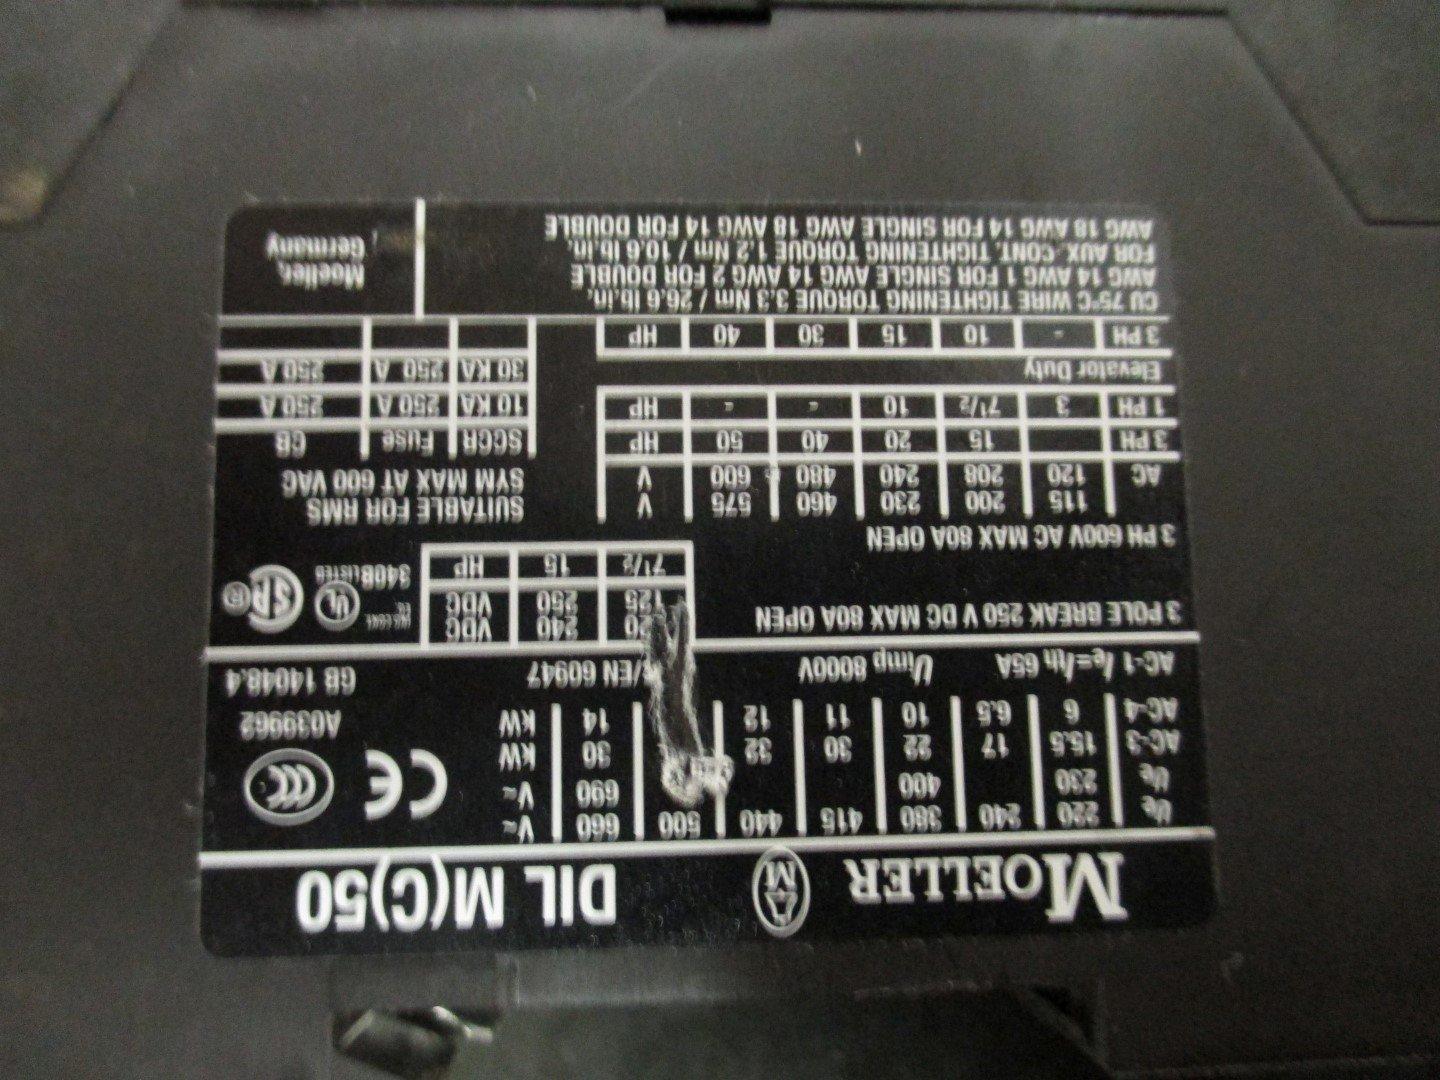 MOELLER DIL M(C)50
Ue 220 240 380 415 440 500 660 V~
Ue 230 400 690 V~
AC-3 15.5 17 22 30 32 30 kW
AC-4 6 6.5 10 11 12 14 kW
CE CCC
A039962
AC-1 Ie=Ith 65A Uimp 8000V /EN 60947 GB 14048.4
3 POLE BREAK 250 V DC MAX 80A OPEN
240 VDC
125 250 VDC
7 1/2 15 HP
UL LISTED 340B
SP®
3 PH 600V AC MAX 80A OPEN
115 200 230 460 575 V
AC 120 208 240 480 600 V
3 PH 15 20 40 50 HP
1 PH 3 7 1/2 10 - - HP
Elevator Duty
3 PH - 10 15 30 40 HP
SUITABLE FOR RMS
SYM MAX AT 600 VAC
SCCR Fuse CB
10 KA 250 A 250 A
30 KA 250 A 250 A
CU 75°C WIRE TIGHTENING TORQUE 3.3 Nm / 26.6 lb.in,
AWG 14 AWG 1 FOR SINGLE AWG 14 AWG 2 FOR DOUBLE
FOR AUX.-CONT. TIGHTENING TORQUE 1.2 Nm / 10.6 lb.in,
AWG 18 AWG 14 FOR SINGLE AWG 18 AWG 14 FOR DOUBLE
Moeller,
Germany